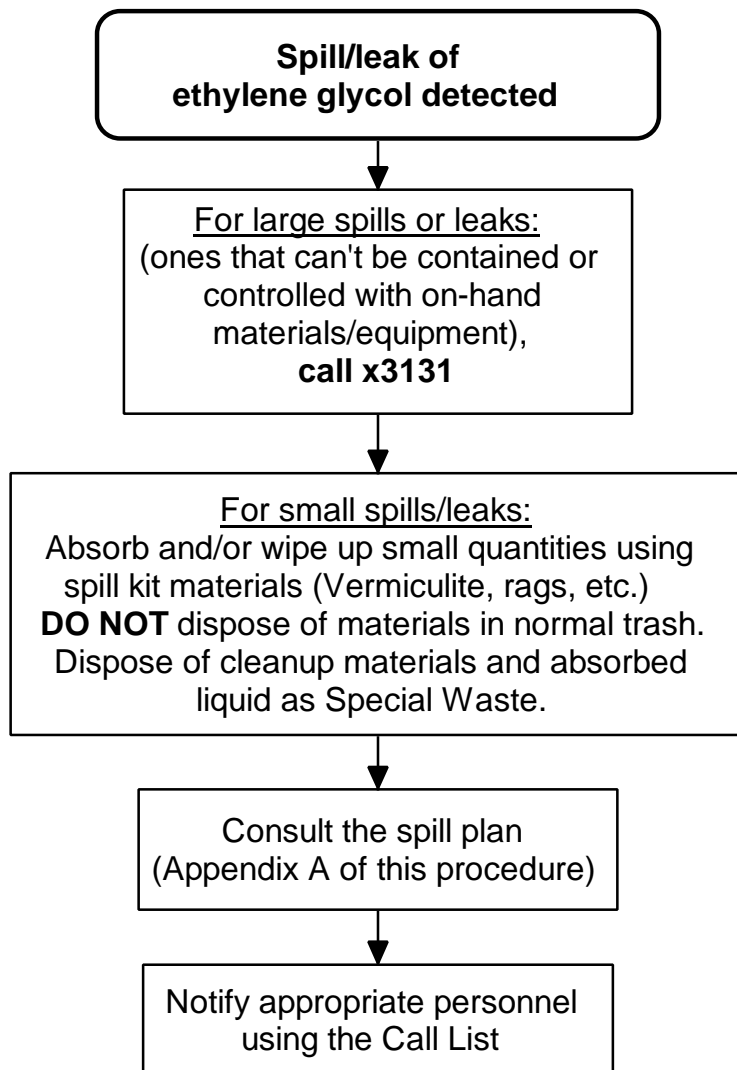 Spill/leak of
ethylene glycol detected
For large spills or leaks:
(ones that can't be contained or
controlled with on-hand
materials/equipment),
call x3131
For small spills/leaks:
Absorb and/or wipe up small quantities using
spill kit materials (Vermiculite, rags, etc.)
DO NOT dispose of materials in normal trash.
Dispose of cleanup materials and absorbed
liquid as Special Waste.
Consult the spill plan
(Appendix A of this procedure)
Notify appropriate personnel
using the Call List